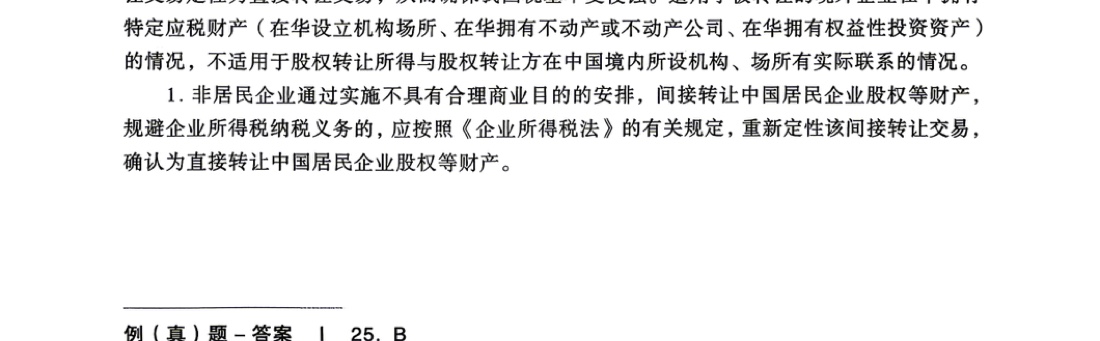 特定应税财产（在华设立机构场所、在华拥有不动产或不动产公司、在华拥有权益性投资资产）
的情况，不适用于股权转让所得与股权转让方在中国境内所设机构、场所有实际联系的情况。
1. 非居民企业通过实施不具有合理商业目的的安排，间接转让中国居民企业股权等财产，
规避企业所得税纳税义务的，应按照《企业所得税法》的有关规定，重新定性该间接转让交易，
确认为直接转让中国居民企业股权等财产。
例（真）题－答案 | 25. B